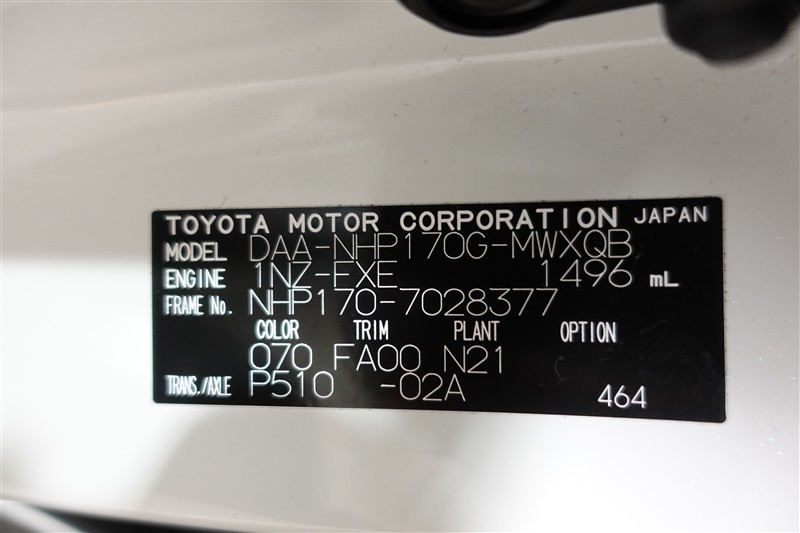 TOYOTA MOTOR CORPORATION JAPAN
MODEL DAA-NHP170G-MWXQB
ENGINE 1NZ-FXE 1496 mL
FRAME No. NHP170-7028377
COLOR TRIM PLANT OPTION
070 FA00 N21
TRANS./AXLE P510 -02A 464